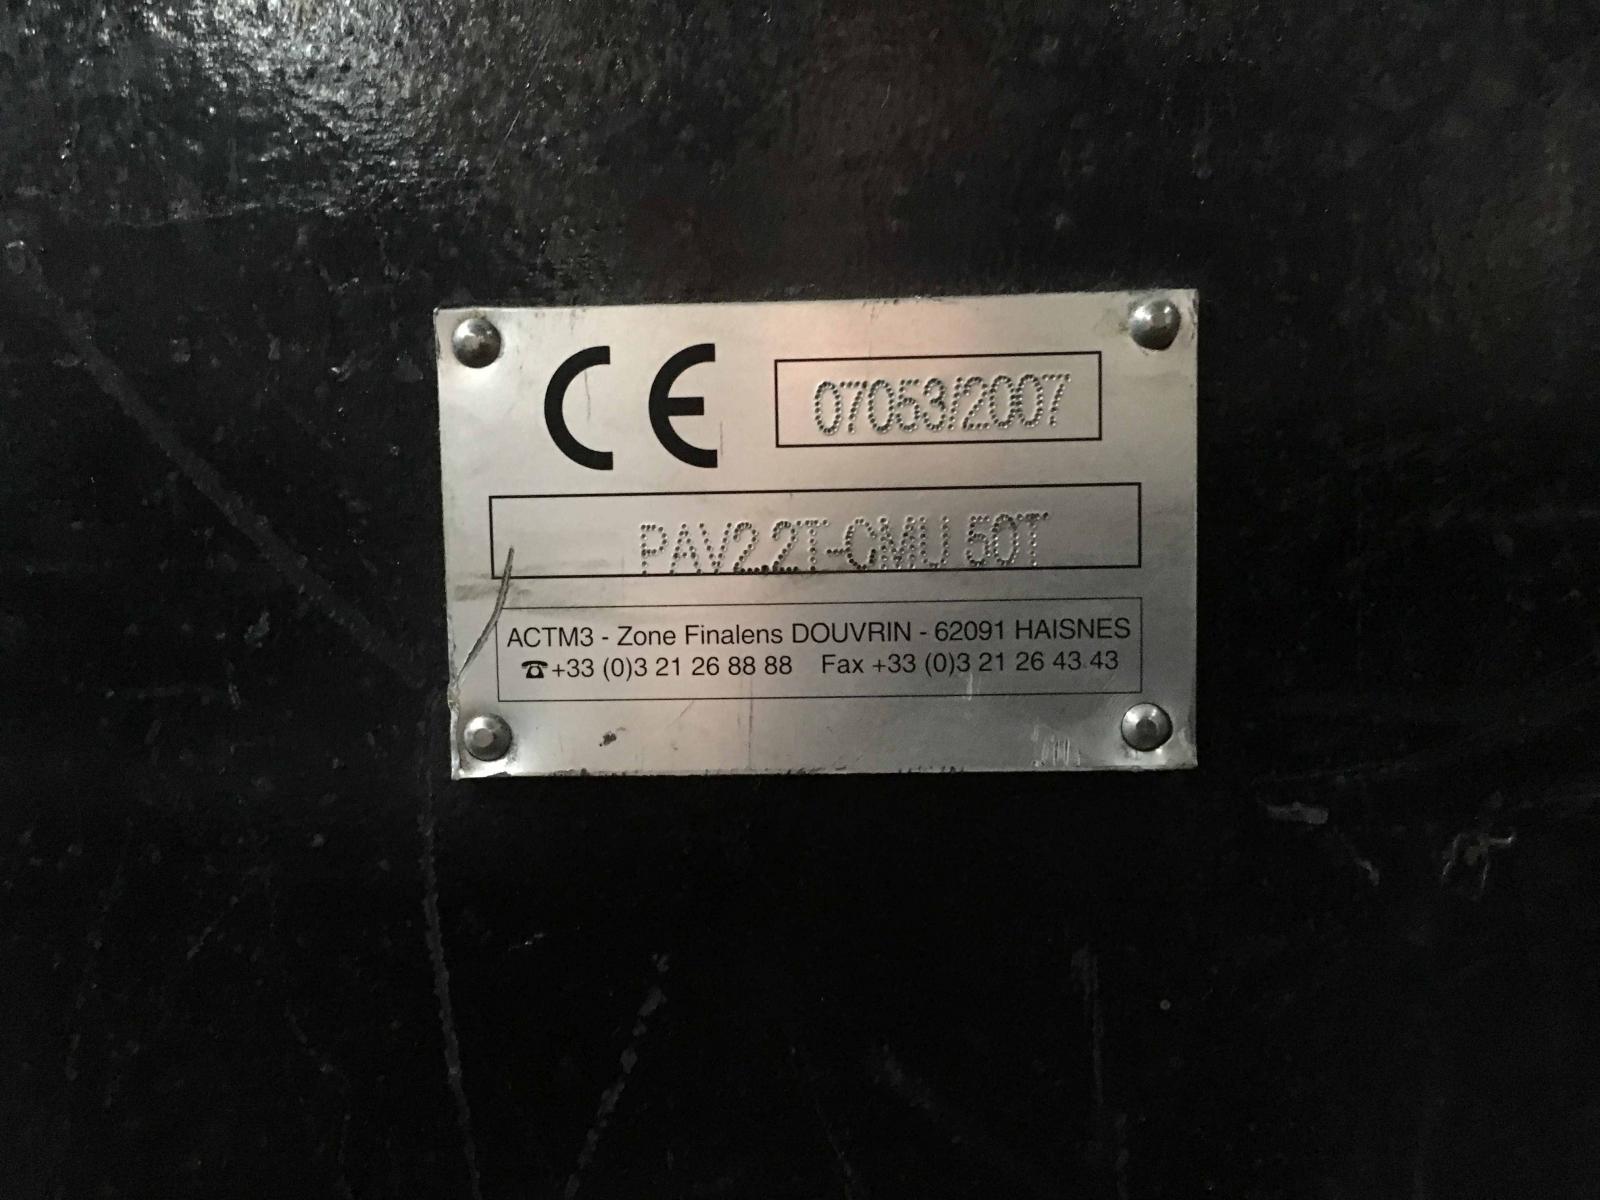 CE 07053/2007
PAV2.2T-CMU 50T
ACTM3 - Zone Finalens DOUVRIN - 62091 HAISNES
☎+33 (0)3 21 26 88 88 Fax +33 (0)3 21 26 43 43